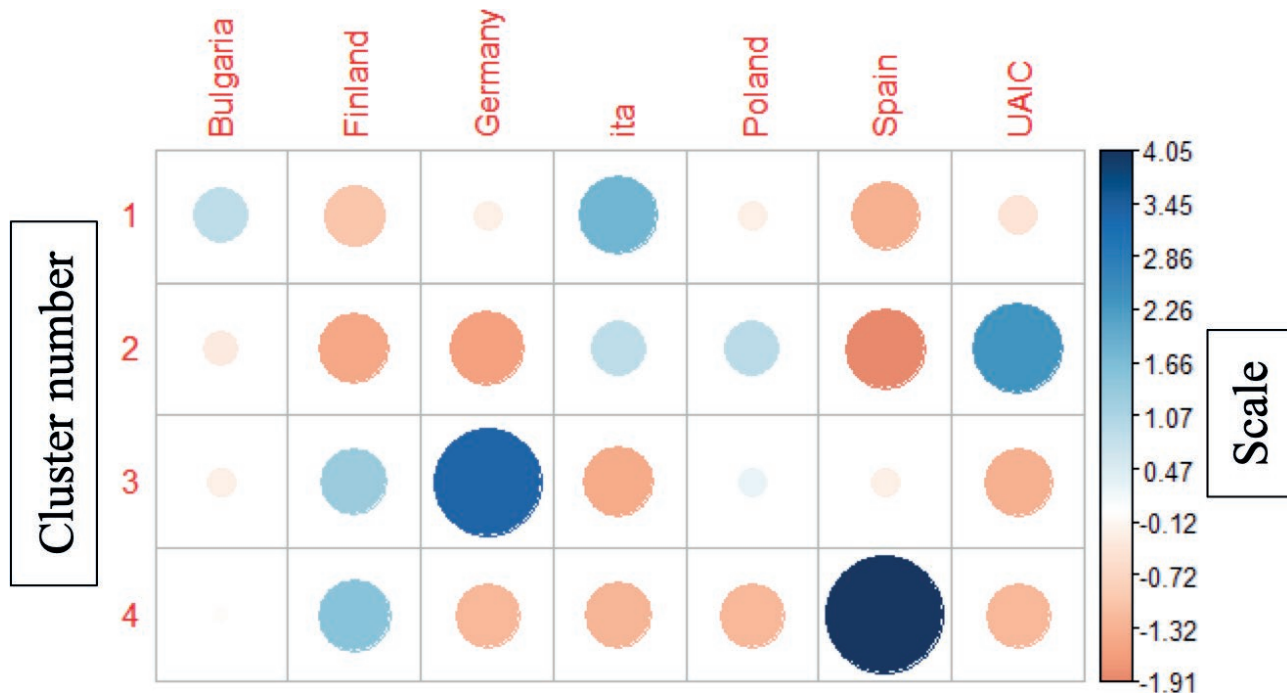 Bulgaria
Finland
Germany
ita
Poland
Spain
UAIC
Cluster number
1
2
3
4
4.05
3.45
2.86
2.26
1.66
1.07
0.47
-0.12
-0.72
-1.32
-1.91
Scale